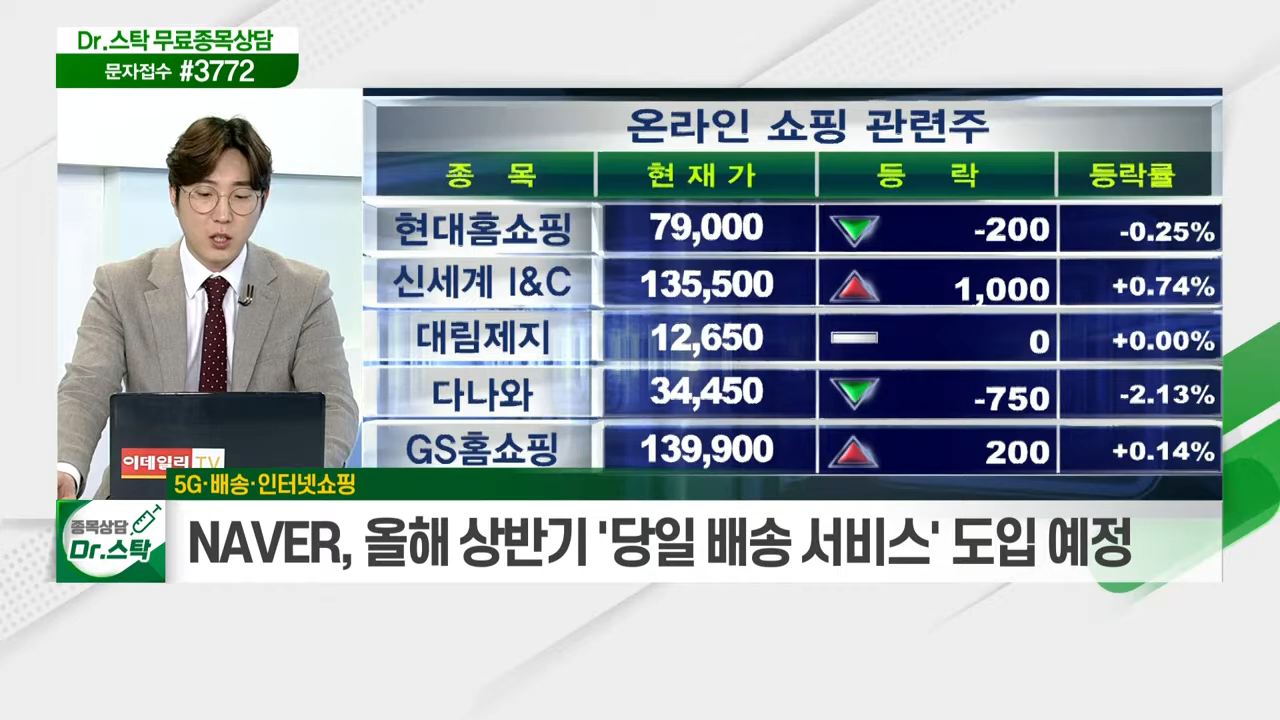 Dr.스탁 무료종목상담
문자접수 #3772
온라인 쇼핑 관련주
종 목 현 재 가 등 락 등락률
현대홈쇼핑 79,000 -200 -0.25%
신세계 I&C 135,500 1,000 +0.74%
대림제지 12,650 0 +0.00%
다나와 34,450 -750 -2.13%
GS홈쇼핑 139,900 200 +0.14%
이데일리 TV
5G·배송·인터넷쇼핑
종목상담
Dr.스탁
NAVER, 올해 상반기 '당일 배송 서비스' 도입 예정